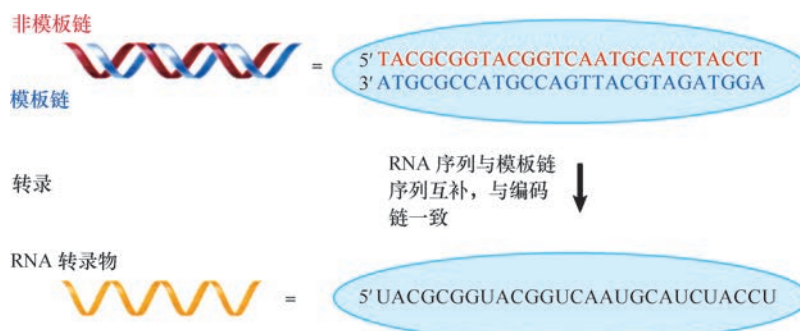 非模板链
模板链
=
5′ TACGCGGTACGGTCAATGCATCTACCT
3′ ATGCGCCATGCCAGTTACGTAGATGGA
转录
RNA 序列与模板链
序列互补，与编码
链一致
RNA 转录物
=
5′ UACGCGGUACGGUCAAUGCAUCUACCU